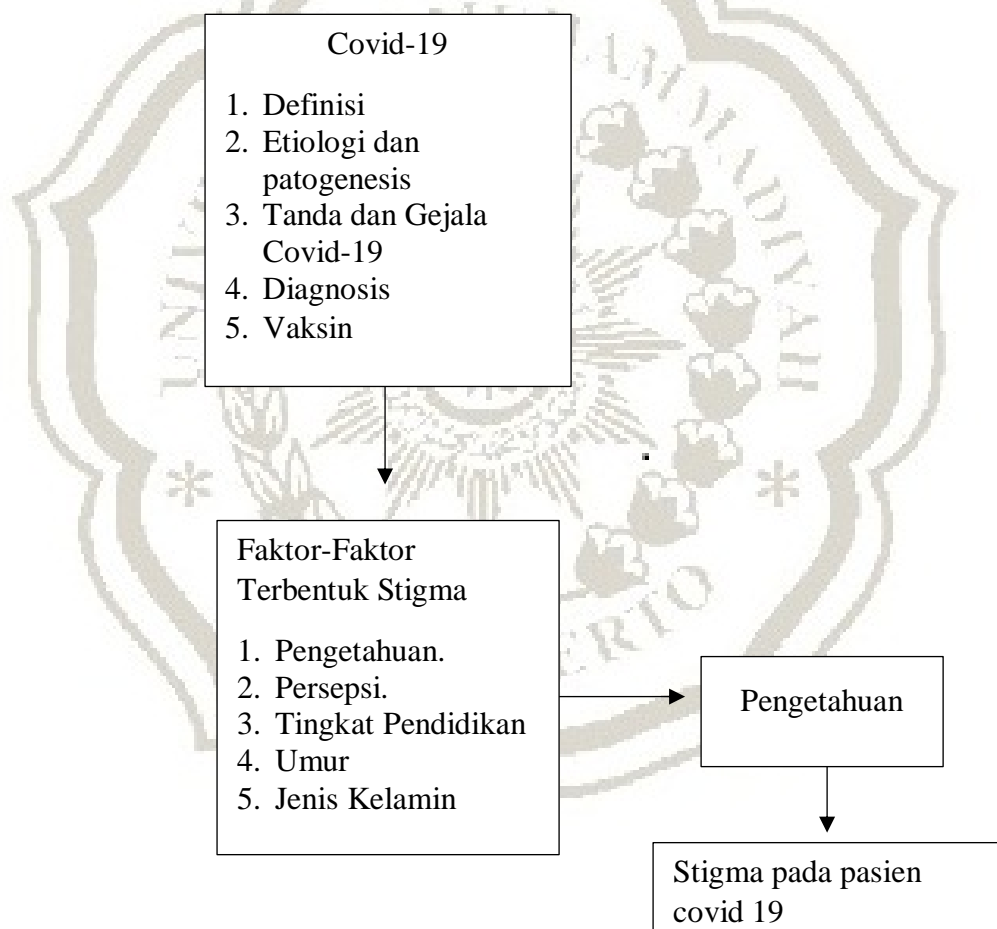 Covid-19
1. Definisi
2. Etiologi dan
patogenesis
3. Tanda dan Gejala
Covid-19
4. Diagnosis
5. Vaksin
Faktor-Faktor
Terbentuk Stigma
1. Pengetahuan.
2. Persepsi.
3. Tingkat Pendidikan
4. Umur
5. Jenis Kelamin
Pengetahuan
Stigma pada pasien
covid 19